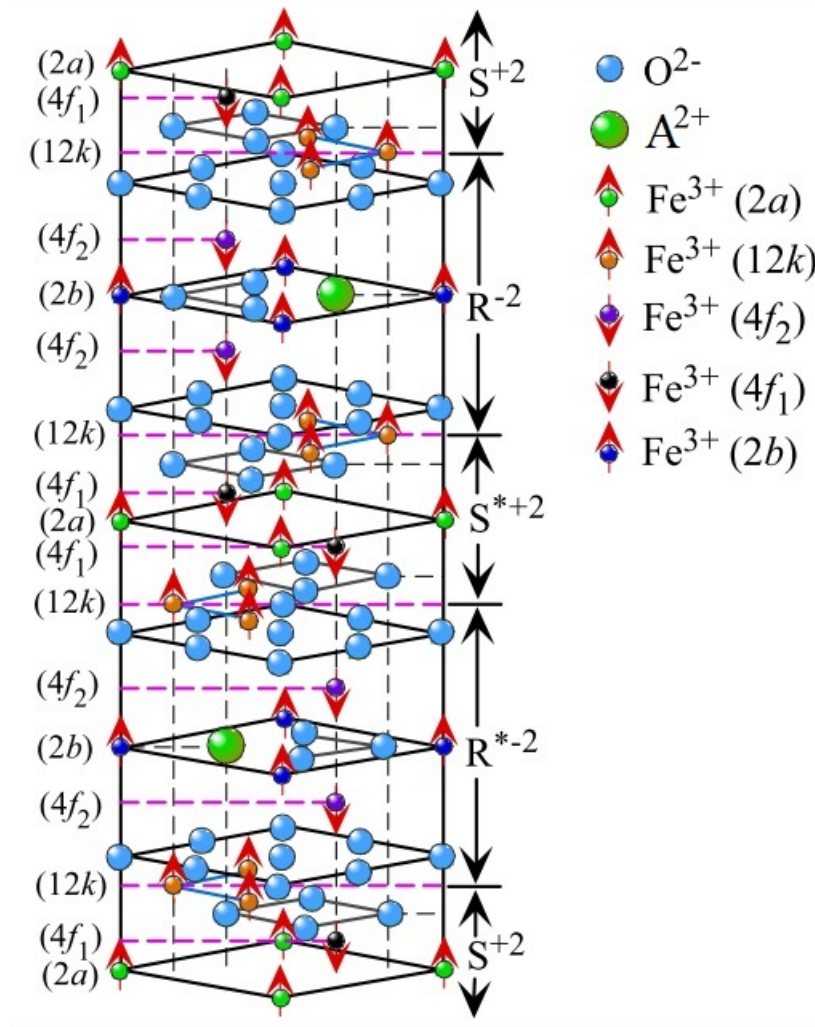 (2a)
(4f₁)
(12k)
(4f₂)
(2b)
(4f₂)
(12k)
(4f₁)
(2a)
(4f₁)
(12k)
(4f₂)
(2b)
(4f₂)
(12k)
(4f₁)
(2a)
S⁺²
R⁻²
S*⁺²
R*⁻²
S⁺²
O²⁻
A²⁺
Fe³⁺ (2a)
Fe³⁺ (12k)
Fe³⁺ (4f₂)
Fe³⁺ (4f₁)
Fe³⁺ (2b)